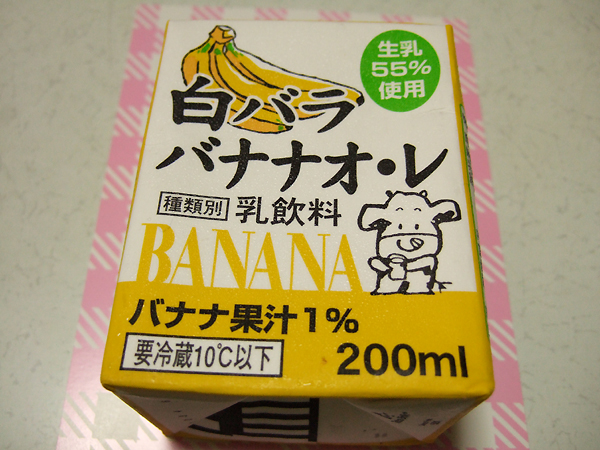 生乳
55%
使用
白バラ
バナナオ・レ
種類別 乳飲料
BANANA
バナナ果汁1%
要冷蔵10℃以下 200ml